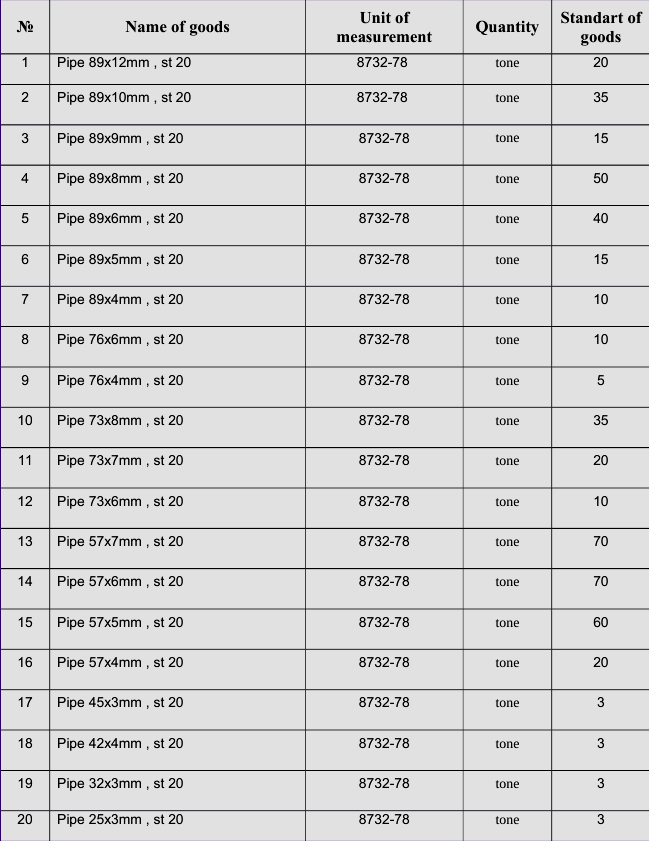 № Name of goods Unit of measurement Quantity Standart of goods
1 Pipe 89x12mm , st 20 8732-78 tone 20
2 Pipe 89x10mm , st 20 8732-78 tone 35
3 Pipe 89x9mm , st 20 8732-78 tone 15
4 Pipe 89x8mm , st 20 8732-78 tone 50
5 Pipe 89x6mm , st 20 8732-78 tone 40
6 Pipe 89x5mm , st 20 8732-78 tone 15
7 Pipe 89x4mm , st 20 8732-78 tone 10
8 Pipe 76x6mm , st 20 8732-78 tone 10
9 Pipe 76x4mm , st 20 8732-78 tone 5
10 Pipe 73x8mm , st 20 8732-78 tone 35
11 Pipe 73x7mm , st 20 8732-78 tone 20
12 Pipe 73x6mm , st 20 8732-78 tone 10
13 Pipe 57x7mm , st 20 8732-78 tone 70
14 Pipe 57x6mm , st 20 8732-78 tone 70
15 Pipe 57x5mm , st 20 8732-78 tone 60
16 Pipe 57x4mm , st 20 8732-78 tone 20
17 Pipe 45x3mm , st 20 8732-78 tone 3
18 Pipe 42x4mm , st 20 8732-78 tone 3
19 Pipe 32x3mm , st 20 8732-78 tone 3
20 Pipe 25x3mm , st 20 8732-78 tone 3